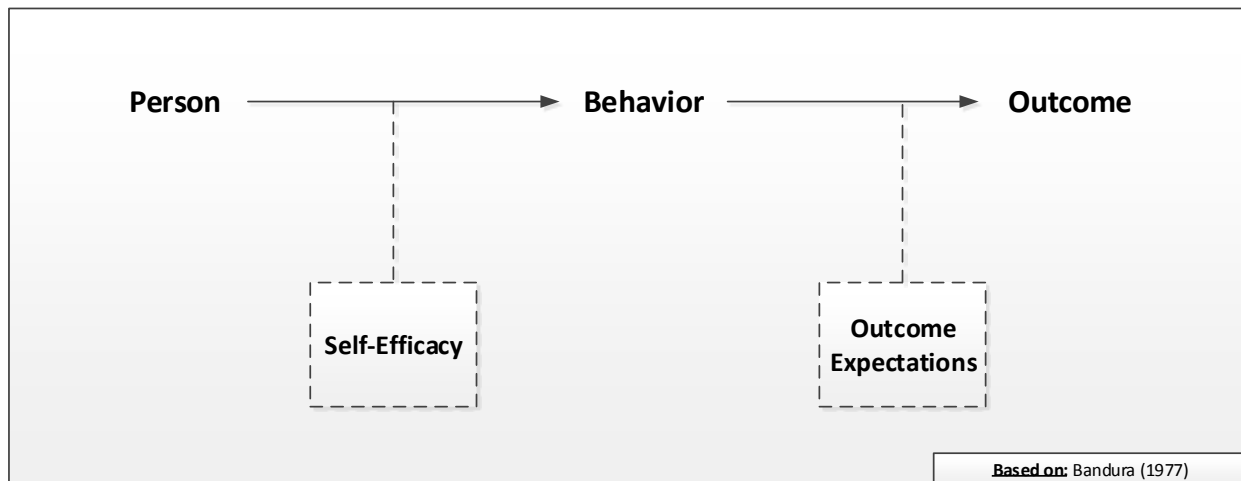 Person
Behavior
Outcome
Self-Efficacy
Outcome
Expectations
Based on: Bandura (1977)